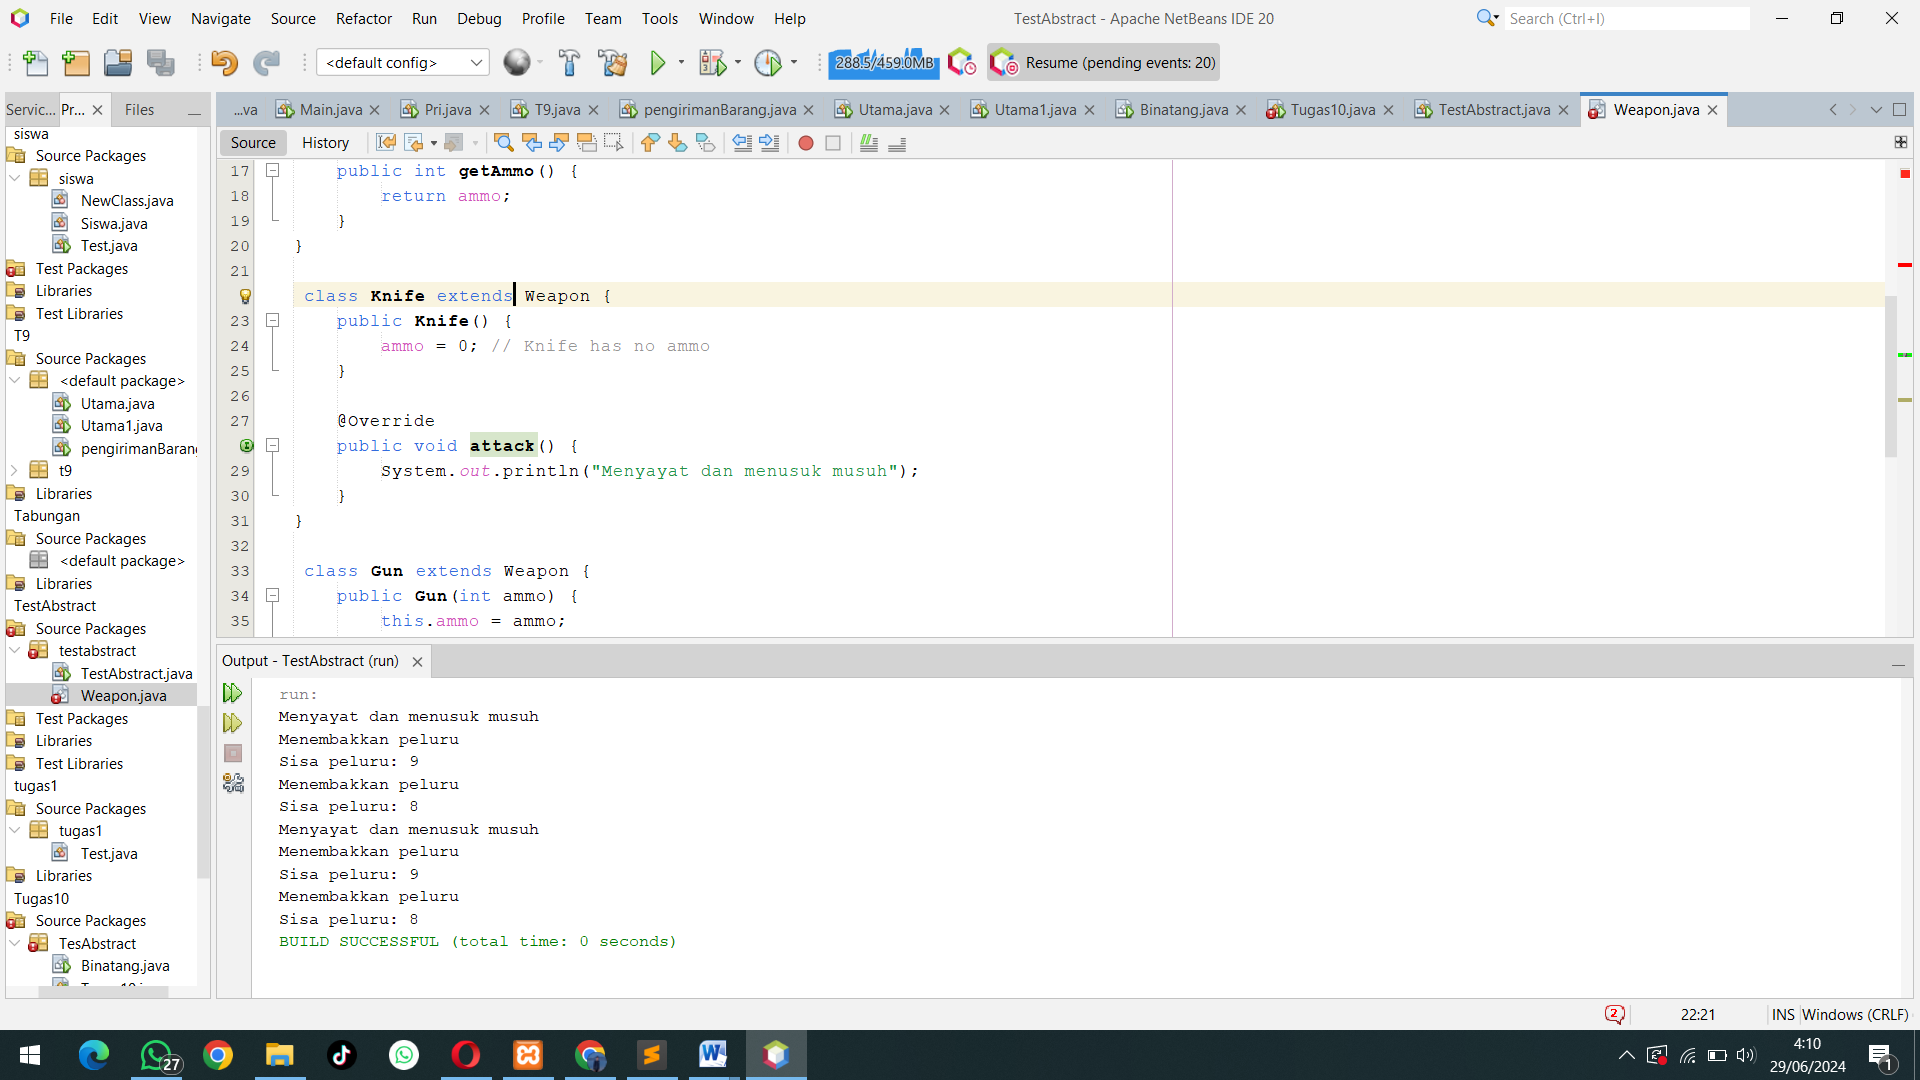 File Edit View Navigate Source Refactor Run Debug Profile Team Tools Window Help
TestAbstract - Apache NetBeans IDE 20
Search (Ctrl+I)
<default config>
288.5/459.0MB
Resume (pending events: 20)
Servic... Pr... Files
...va Main.java Pri.java T9.java pengirimanBarang.java Utama.java Utama1.java Binatang.java Tugas10.java TestAbstract.java Weapon.java
Source History
siswa
Source Packages
siswa
NewClass.java
Siswa.java
Test.java
Test Packages
Libraries
Test Libraries
T9
Source Packages
<default package>
Utama.java
Utama1.java
pengirimanBarang
t9
Libraries
Tabungan
Source Packages
<default package>
Libraries
TestAbstract
Source Packages
testabstract
TestAbstract.java
Weapon.java
Test Packages
Libraries
Test Libraries
tugas1
Source Packages
tugas1
Test.java
Libraries
Tugas10
Source Packages
TesAbstract
Binatang.java
17 public int getAmmo() {
18 return ammo;
19 }
20 }
21
class Knife extends Weapon {
23 public Knife() {
24 ammo = 0; // Knife has no ammo
25 }
26
27 @Override
public void attack() {
29 System.out.println("Menyayat dan menusuk musuh");
30 }
31 }
32
33 class Gun extends Weapon {
34 public Gun(int ammo) {
35 this.ammo = ammo;
Output - TestAbstract (run)
run:
Menyayat dan menusuk musuh
Menembakkan peluru
Sisa peluru: 9
Menembakkan peluru
Sisa peluru: 8
Menyayat dan menusuk musuh
Menembakkan peluru
Sisa peluru: 9
Menembakkan peluru
Sisa peluru: 8
BUILD SUCCESSFUL (total time: 0 seconds)
2 22:21 INS Windows (CRLF)
27
4:10
29/06/2024
1